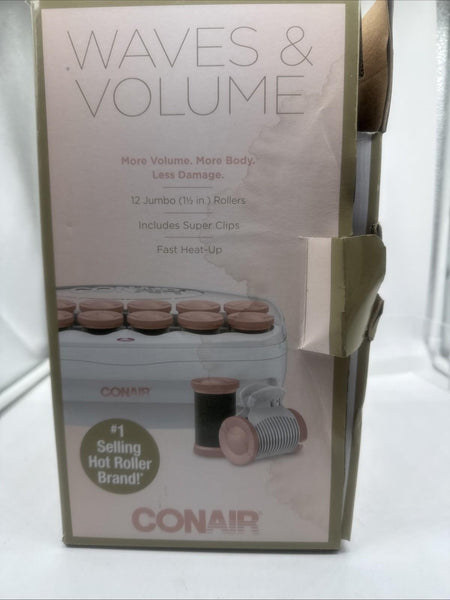 WAVES &
VOLUME
More Volume. More Body.
Less Damage.
12 Jumbo (1½ in.) Rollers
Includes Super Clips
Fast Heat-Up
CONAIR
#1
Selling
Hot Roller
Brand!*
CONAIR